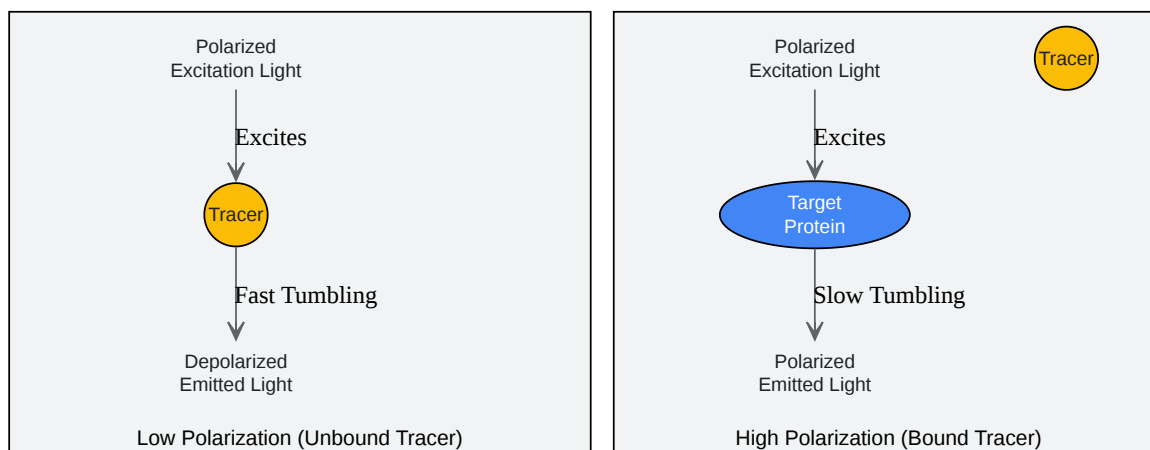 Polarized
Excitation Light
Excites
Tracer
Fast Tumbling
Depolarized
Emitted Light
Low Polarization (Unbound Tracer)
Polarized
Excitation Light
Tracer
Excites
Target
Protein
Slow Tumbling
Polarized
Emitted Light
High Polarization (Bound Tracer)